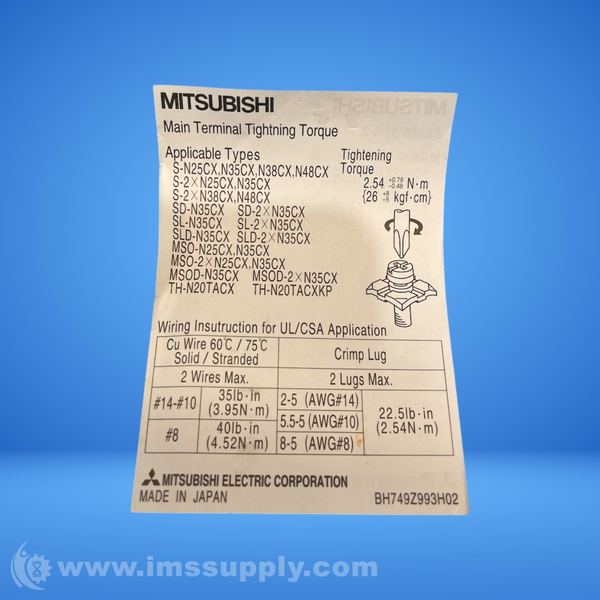 MITSUBISHI
Main Terminal Tightning Torque
Applicable Types
S-N25CX,N35CX,N38CX,N48CX
S-2×N25CX,N35CX
S-2×N38CX,N48CX
SD-N35CX SD-2×N35CX
SL-N35CX SL-2×N35CX
SLD-N35CX SLD-2×N35CX
MSO-N25CX,N35CX
MSO-2×N25CX,N35CX
MSOD-N35CX MSOD-2×N35CX
TH-N20TACX TH-N20TACXKP
Tightening
Torque
2.54 +0.79 -0.48 N·m
{26 +8 -5 kgf·cm}
Wiring Insutruction for UL/CSA Application
Cu Wire 60℃ / 75℃
Solid / Stranded
Crimp Lug
2 Wires Max.
2 Lugs Max.
#14-#10
35lb·in
(3.95N·m)
2-5 (AWG#14)
5.5-5 (AWG#10)
22.5lb·in
(2.54N·m)
#8
40lb·in
(4.52N·m)
8-5 (AWG#8)
MITSUBISHI ELECTRIC CORPORATION
MADE IN JAPAN
BH749Z993H02
www.imssupply.com